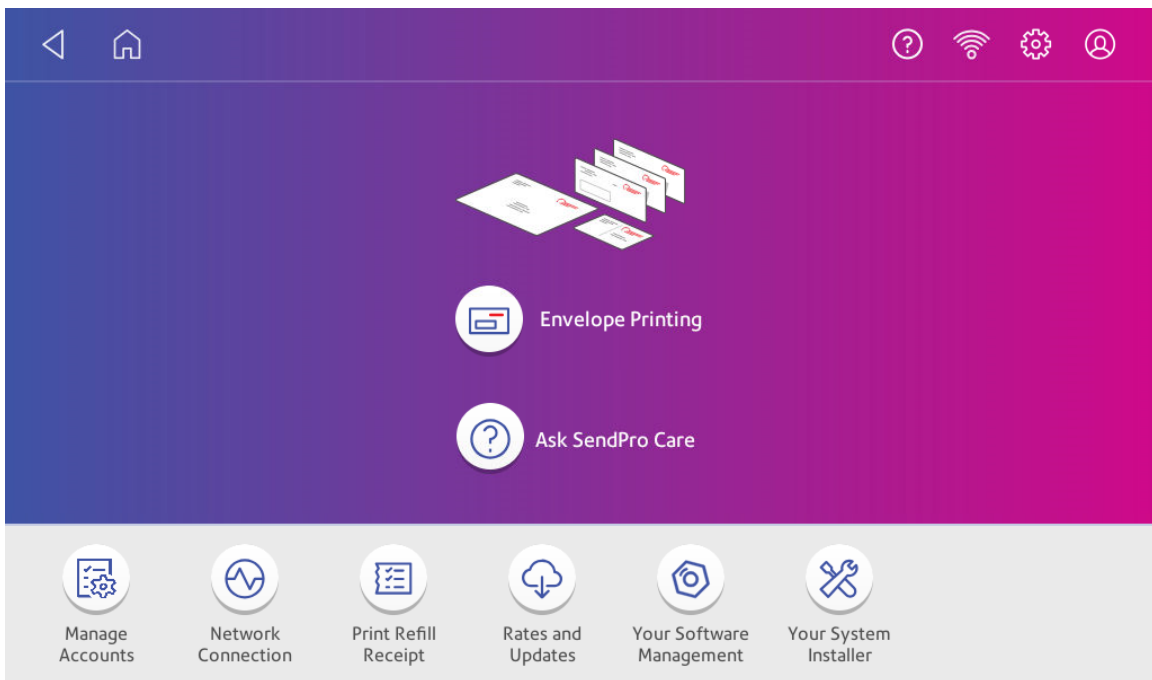 Envelope Printing
Ask SendPro Care
Manage
Accounts
Network
Connection
Print Refill
Receipt
Rates and
Updates
Your Software
Management
Your System
Installer